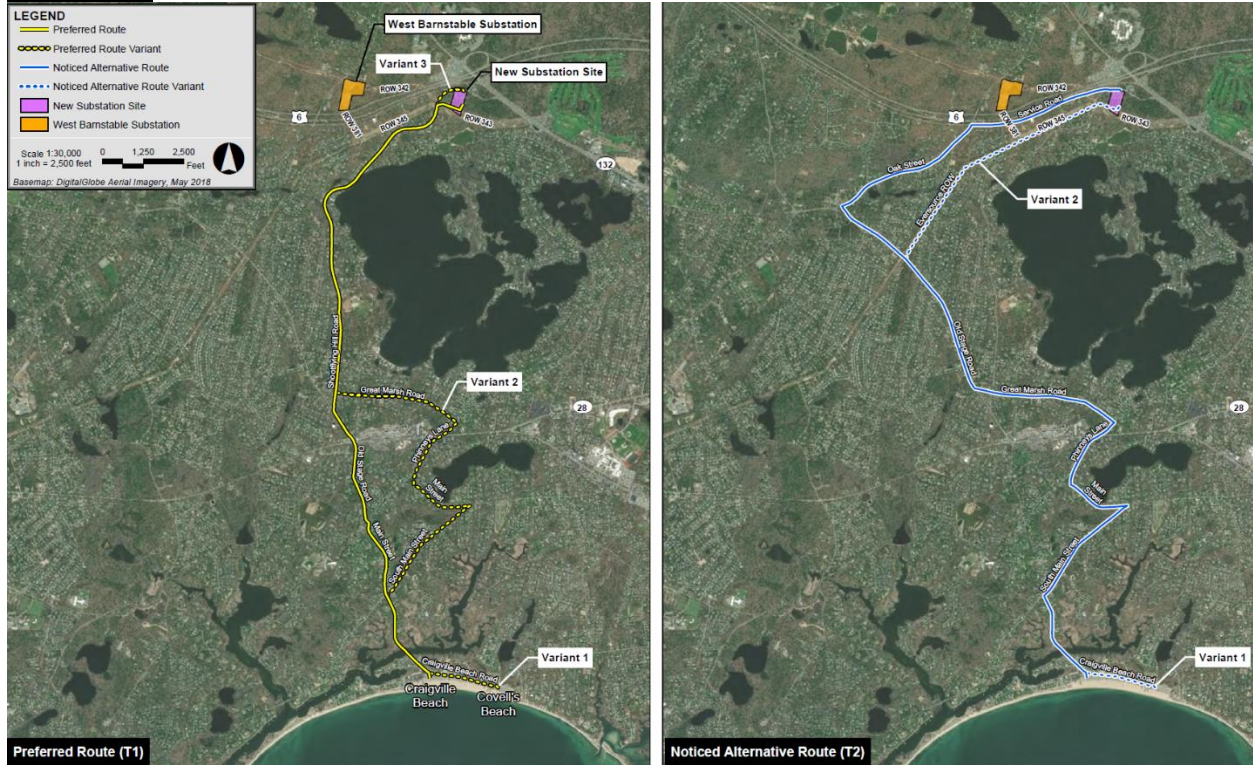 LEGEND
Preferred Route
Preferred Route Variant
Noticed Alternative Route
Noticed Alternative Route Variant
New Substation Site
West Barnstable Substation
Scale 1:30,000
1 inch = 2,500 feet
0 1,250 2,500
Feet
Basemap: DigitalGlobe Aerial Imagery, May 2018
West Barnstable Substation
Variant 3
New Substation Site
ROW 342
6
ROW 381
ROW 345
ROW 343
132
Shootflying Hill Road
Great Marsh Road
Variant 2
28
Phinneys Lane
Old Stage Road
Main
Street
Main Street
South Main Street
Craigville Beach Road
Variant 1
Craigville
Beach
Covell's
Beach
Preferred Route (T1)
ROW 342
Service Road
6
ROW 381
ROW 345
ROW 343
Oak Street
Eversource ROW
Variant 2
132
Old Stage Road
Great Marsh Road
28
Phinneys Lane
Main
Street
South Main Street
Craigville Beach Road
Variant 1
Noticed Alternative Route (T2)